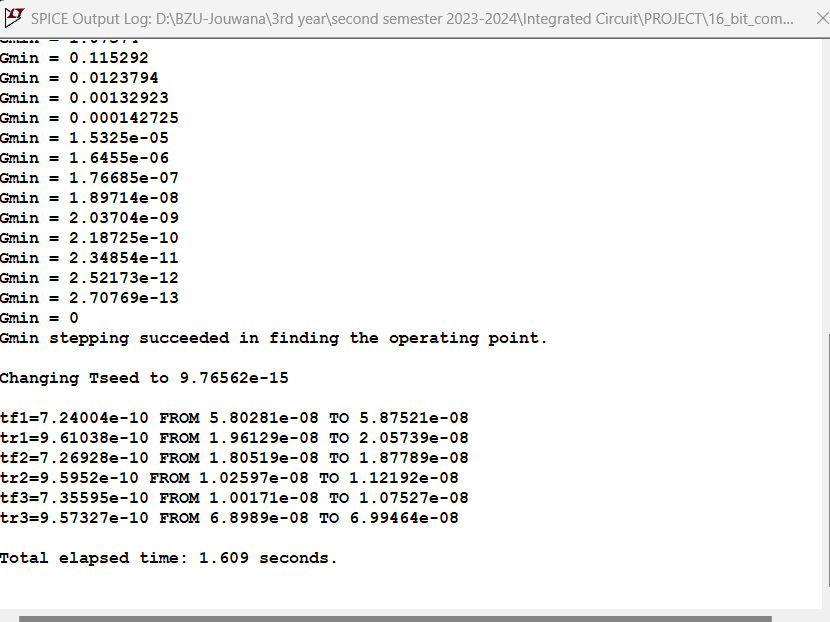 SPICE Output Log: D:\BZU-Jouwana\3rd year\second semester 2023-2024\Integrated Circuit\PROJECT\16_bit_com...
Gmin = 0.115292
Gmin = 0.0123794
Gmin = 0.00132923
Gmin = 0.000142725
Gmin = 1.5325e-05
Gmin = 1.6455e-06
Gmin = 1.76685e-07
Gmin = 1.89714e-08
Gmin = 2.03704e-09
Gmin = 2.18725e-10
Gmin = 2.34854e-11
Gmin = 2.52173e-12
Gmin = 2.70769e-13
Gmin = 0
Gmin stepping succeeded in finding the operating point.
Changing Tseed to 9.76562e-15
tf1=7.24004e-10 FROM 5.80281e-08 TO 5.87521e-08
tr1=9.61038e-10 FROM 1.96129e-08 TO 2.05739e-08
tf2=7.26928e-10 FROM 1.80519e-08 TO 1.87789e-08
tr2=9.5952e-10 FROM 1.02597e-08 TO 1.12192e-08
tf3=7.35595e-10 FROM 1.00171e-08 TO 1.07527e-08
tr3=9.57327e-10 FROM 6.8989e-08 TO 6.99464e-08
Total elapsed time: 1.609 seconds.